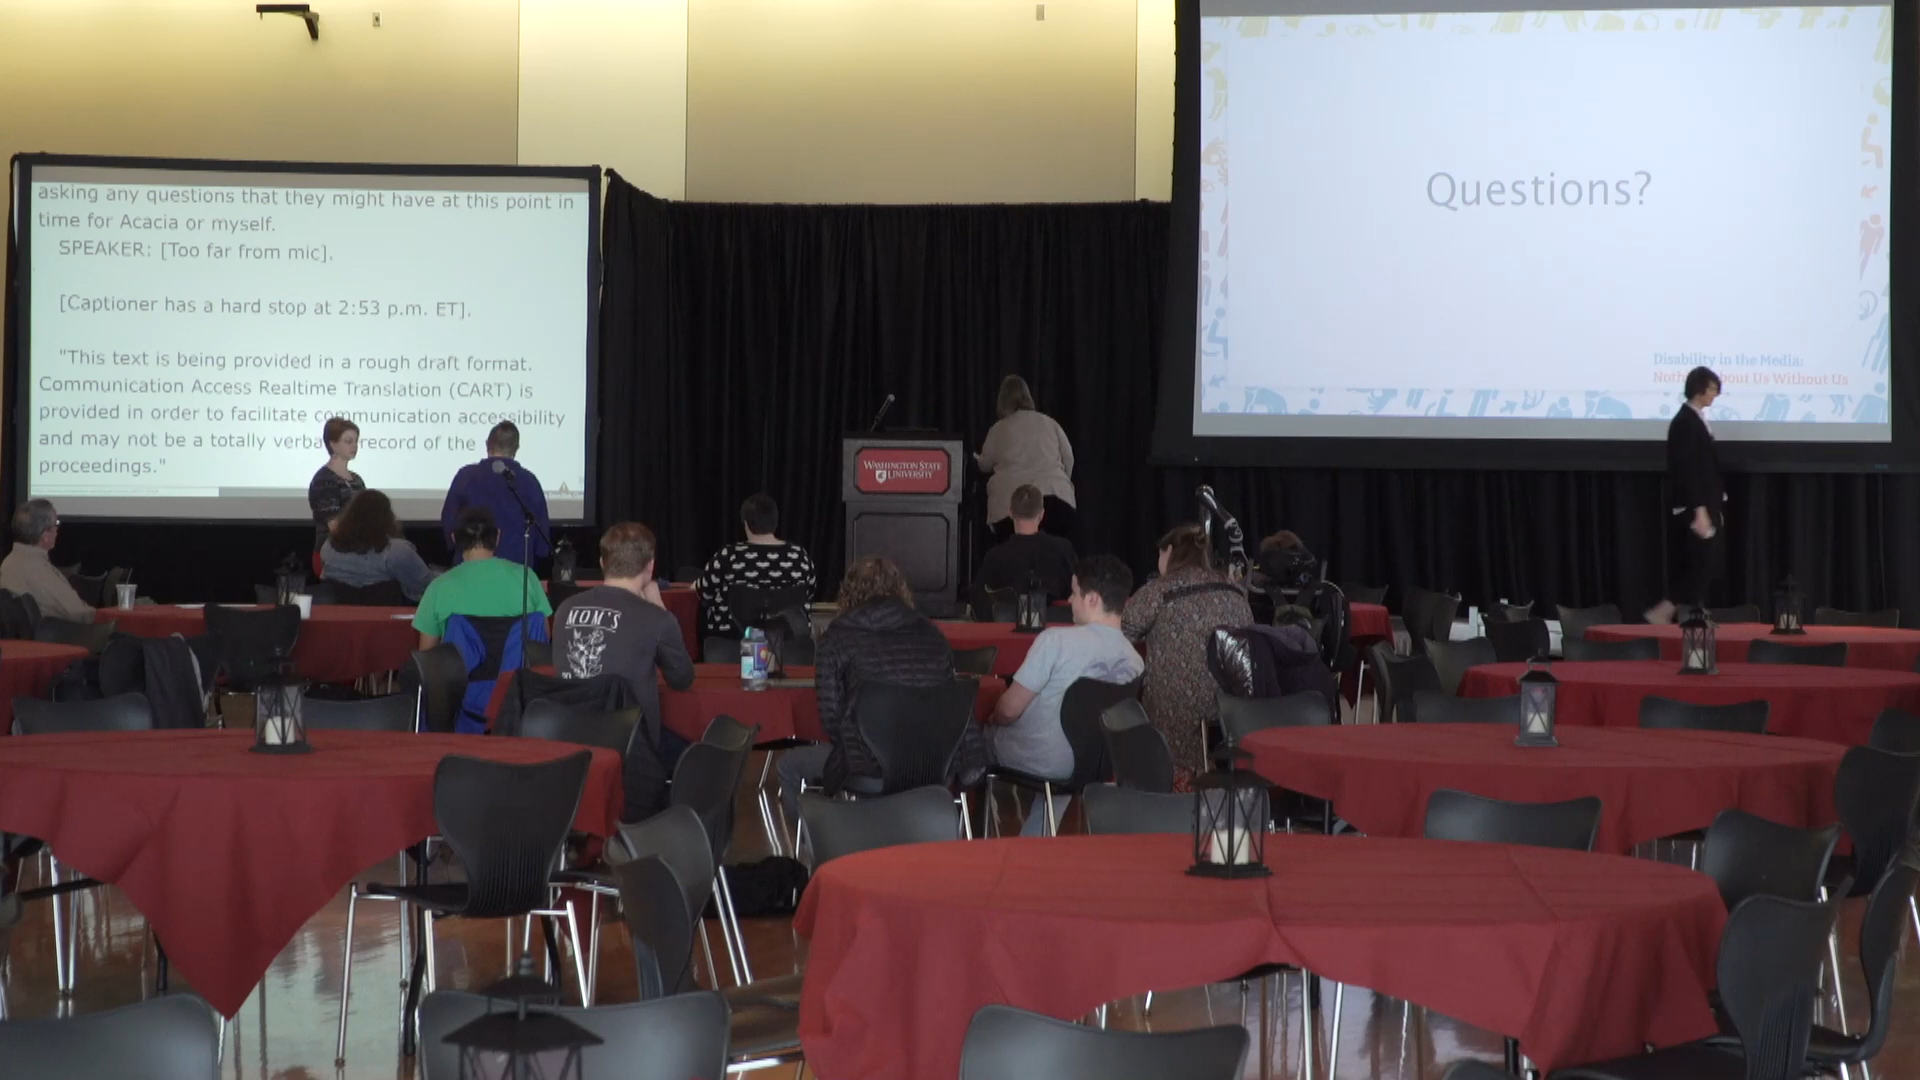 asking any questions that they might have at this point in
time for Acacia or myself.
SPEAKER: [Too far from mic].
[Captioner has a hard stop at 2:53 p.m. ET].
"This text is being provided in a rough draft format.
Communication Access Realtime Translation (CART) is
provided in order to facilitate communication accessibility
and may not be a totally record of the
proceedings."
WASHINGTON STATE
UNIVERSITY
Questions?
Disability in the Media:
Us Without Us
MOM'S